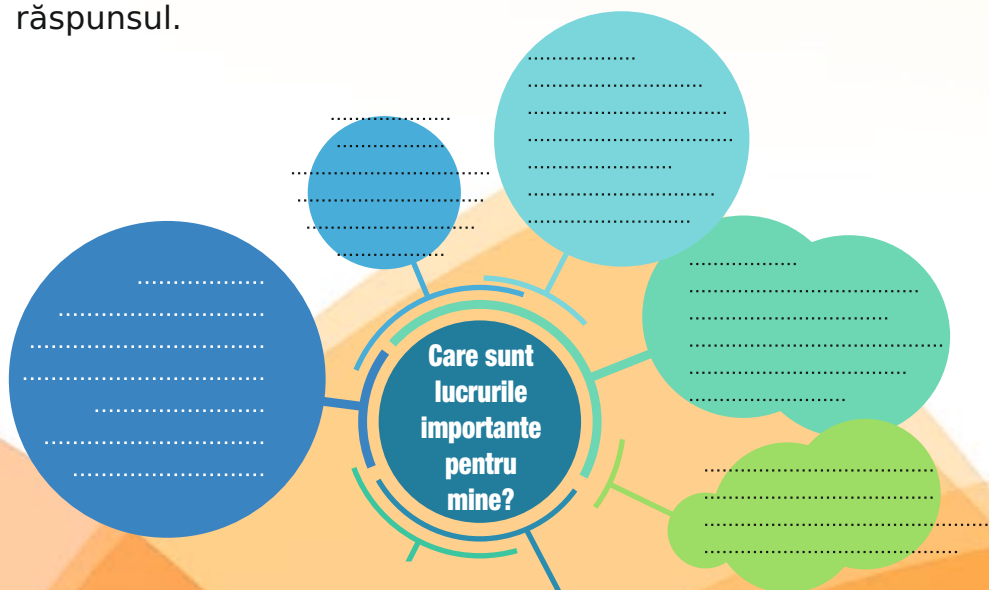 răspunsul.
Care sunt
lucrurile
importante
pentru
mine?